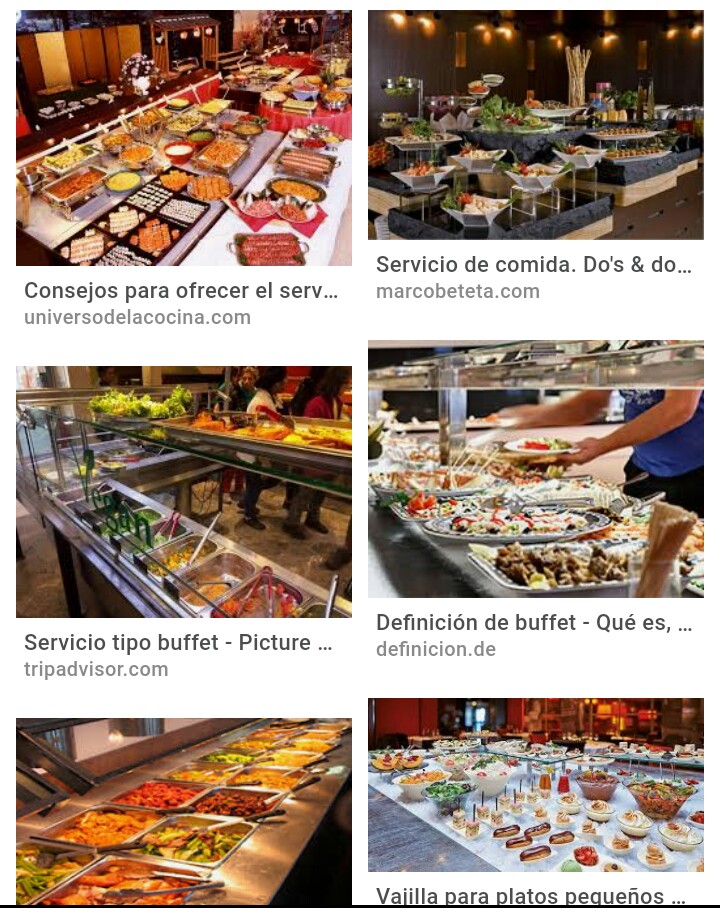 Consejos para ofrecer el serv...
universodelacocina.com
Servicio de comida. Do's & do...
marcobeteta.com
Servicio tipo buffet - Picture ...
tripadvisor.com
Definición de buffet - Qué es, ...
definicion.de
Vajilla para platos pequeños ...